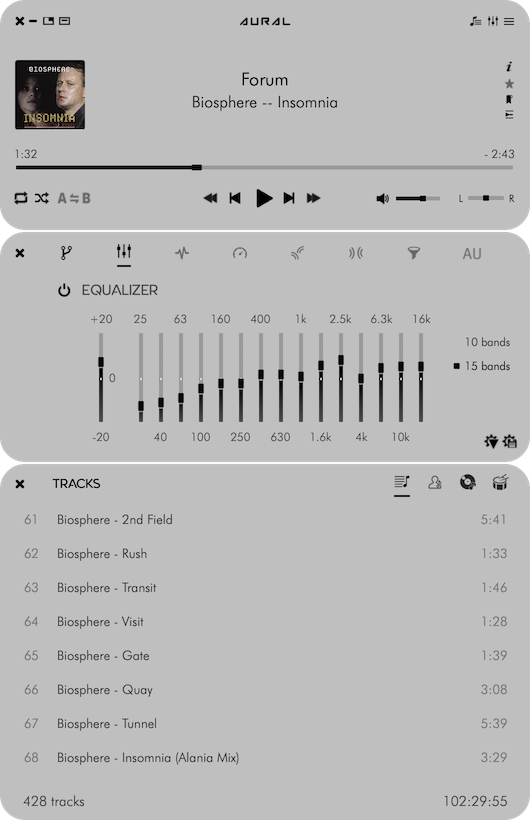 AURAL
BIOSPHERE
INSOMNIA
Forum
Biosphere -- Insomnia
1:32
- 2:43
A B
L R
AU
EQUALIZER
+20 25 63 160 400 1k 2.5k 6.3k 16k
10 bands
15 bands
0
-20 40 100 250 630 1.6k 4k 10k
TRACKS
61 Biosphere - 2nd Field 5:41
62 Biosphere - Rush 1:33
63 Biosphere - Transit 1:46
64 Biosphere - Visit 1:28
65 Biosphere - Gate 1:39
66 Biosphere - Quay 3:08
67 Biosphere - Tunnel 5:39
68 Biosphere - Insomnia (Alania Mix) 3:29
428 tracks 102:29:55